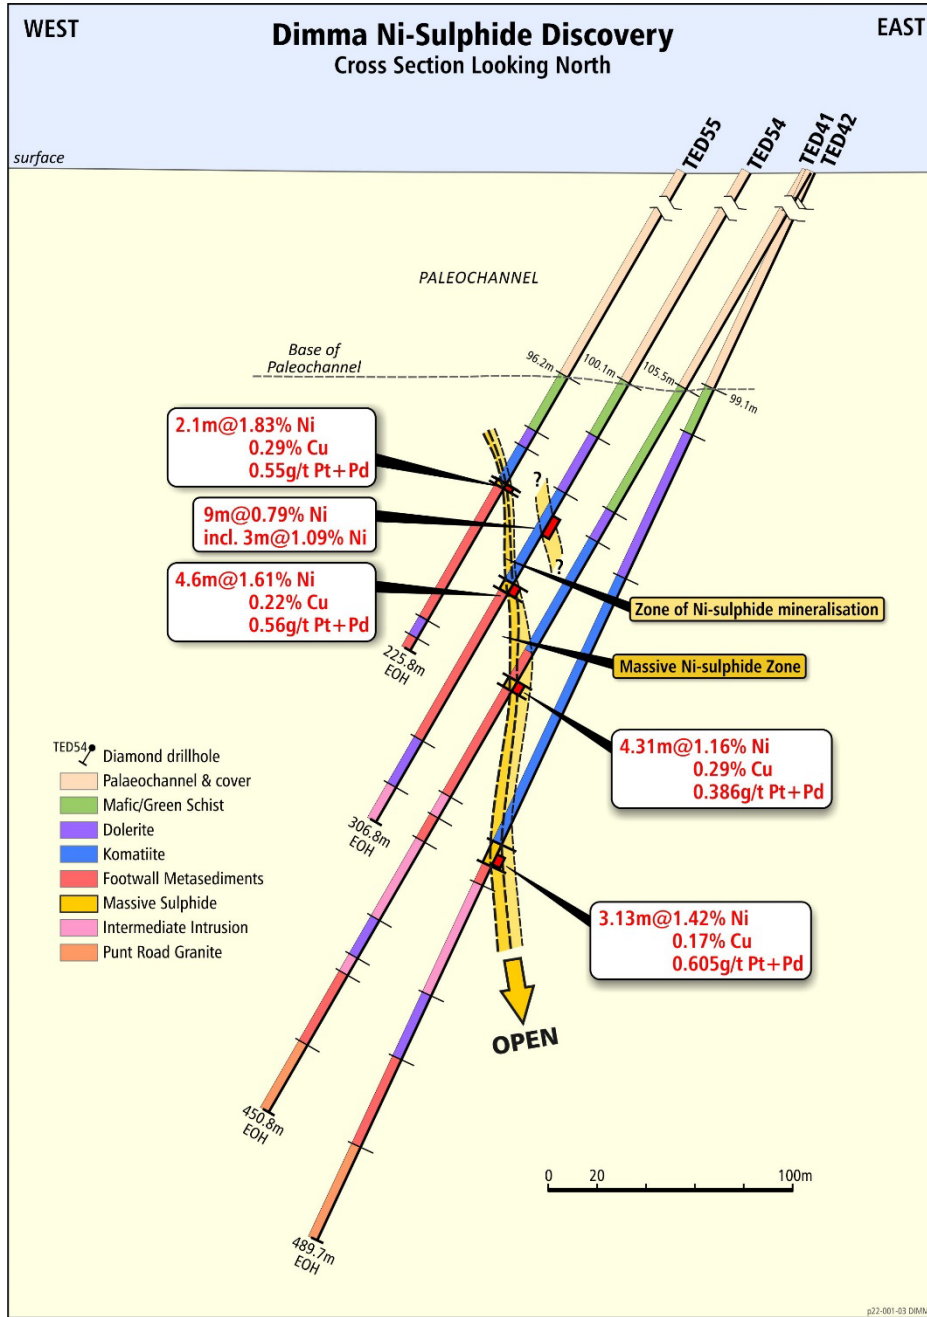 WEST
Dimma Ni-Sulphide Discovery
EAST
Cross Section Looking North
surface
TED55
TED54
TED41
TED42
PALEOCHANNEL
Base of
Paleochannel
96.2m
100.1m
105.5m
99.1m
2.1m@1.83% Ni
0.29% Cu
0.55g/t Pt+Pd
9m@0.79% Ni
incl. 3m@1.09% Ni
4.6m@1.61% Ni
0.22% Cu
0.56g/t Pt+Pd
?
?
Zone of Ni-sulphide mineralisation
Massive Ni-sulphide Zone
225.8m
EOH
4.31m@1.16% Ni
0.29% Cu
0.386g/t Pt+Pd
TED54
Diamond drillhole
Palaeochannel & cover
Mafic/Green Schist
Dolerite
Komatiite
Footwall Metasediments
Massive Sulphide
Intermediate Intrusion
Punt Road Granite
306.8m
EOH
3.13m@1.42% Ni
0.17% Cu
0.605g/t Pt+Pd
OPEN
450.8m
EOH
0 20 100m
489.7m
EOH
p22-001-03 DIMM